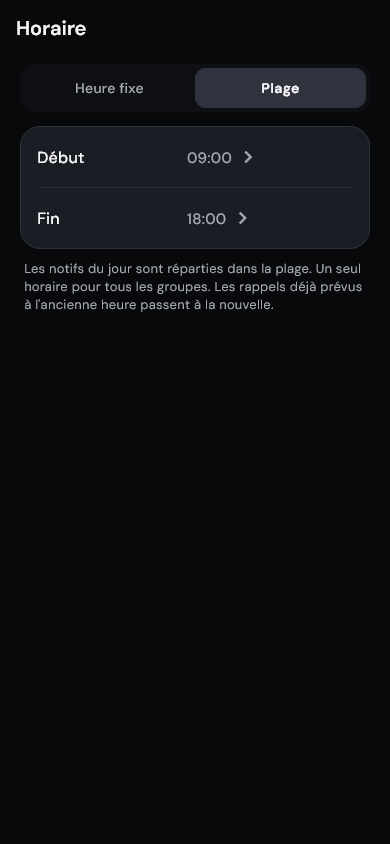 Horaire
Heure fixe
Plage
Début
09:00
Fin
18:00
Les notifs du jour sont réparties dans la plage. Un seul
horaire pour tous les groupes. Les rappels déjà prévus
à l'ancienne heure passent à la nouvelle.